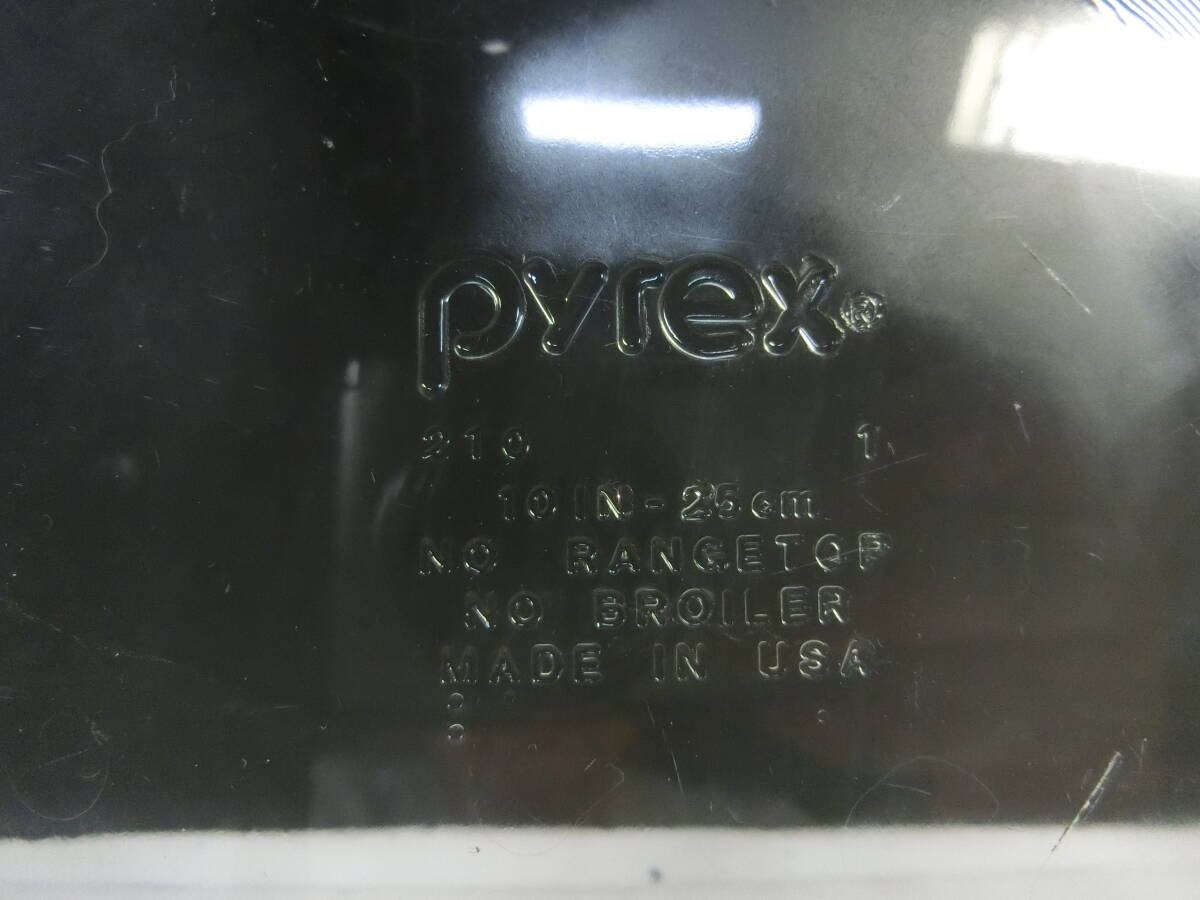 pyrex®
210 1
10 IN - 25 cm
NO RANGETOP
NO BROILER
MADE IN USA